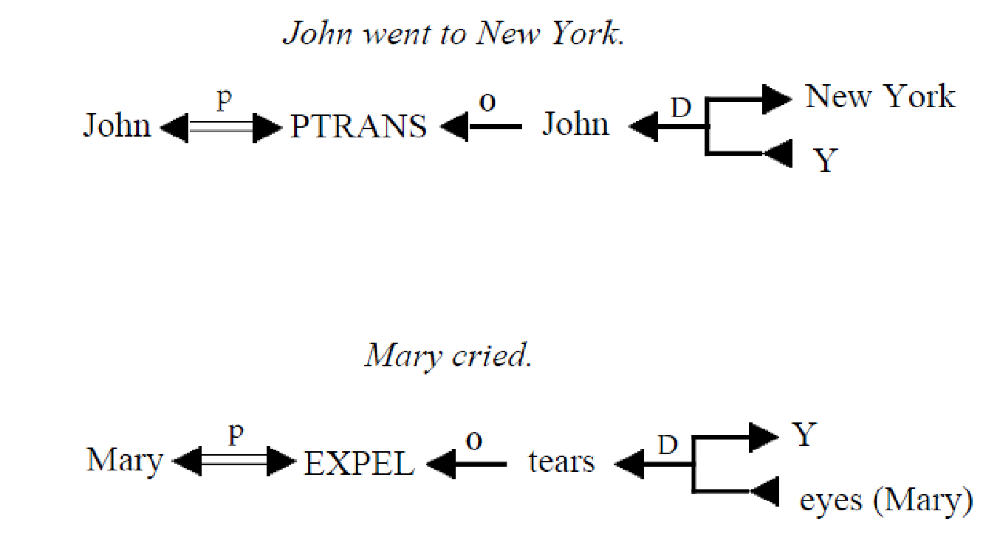 John went to New York.
p
o
D
New York
John
PTRANS
John
Y
Mary cried.
p
o
D
Y
Mary
EXPEL
tears
eyes (Mary)